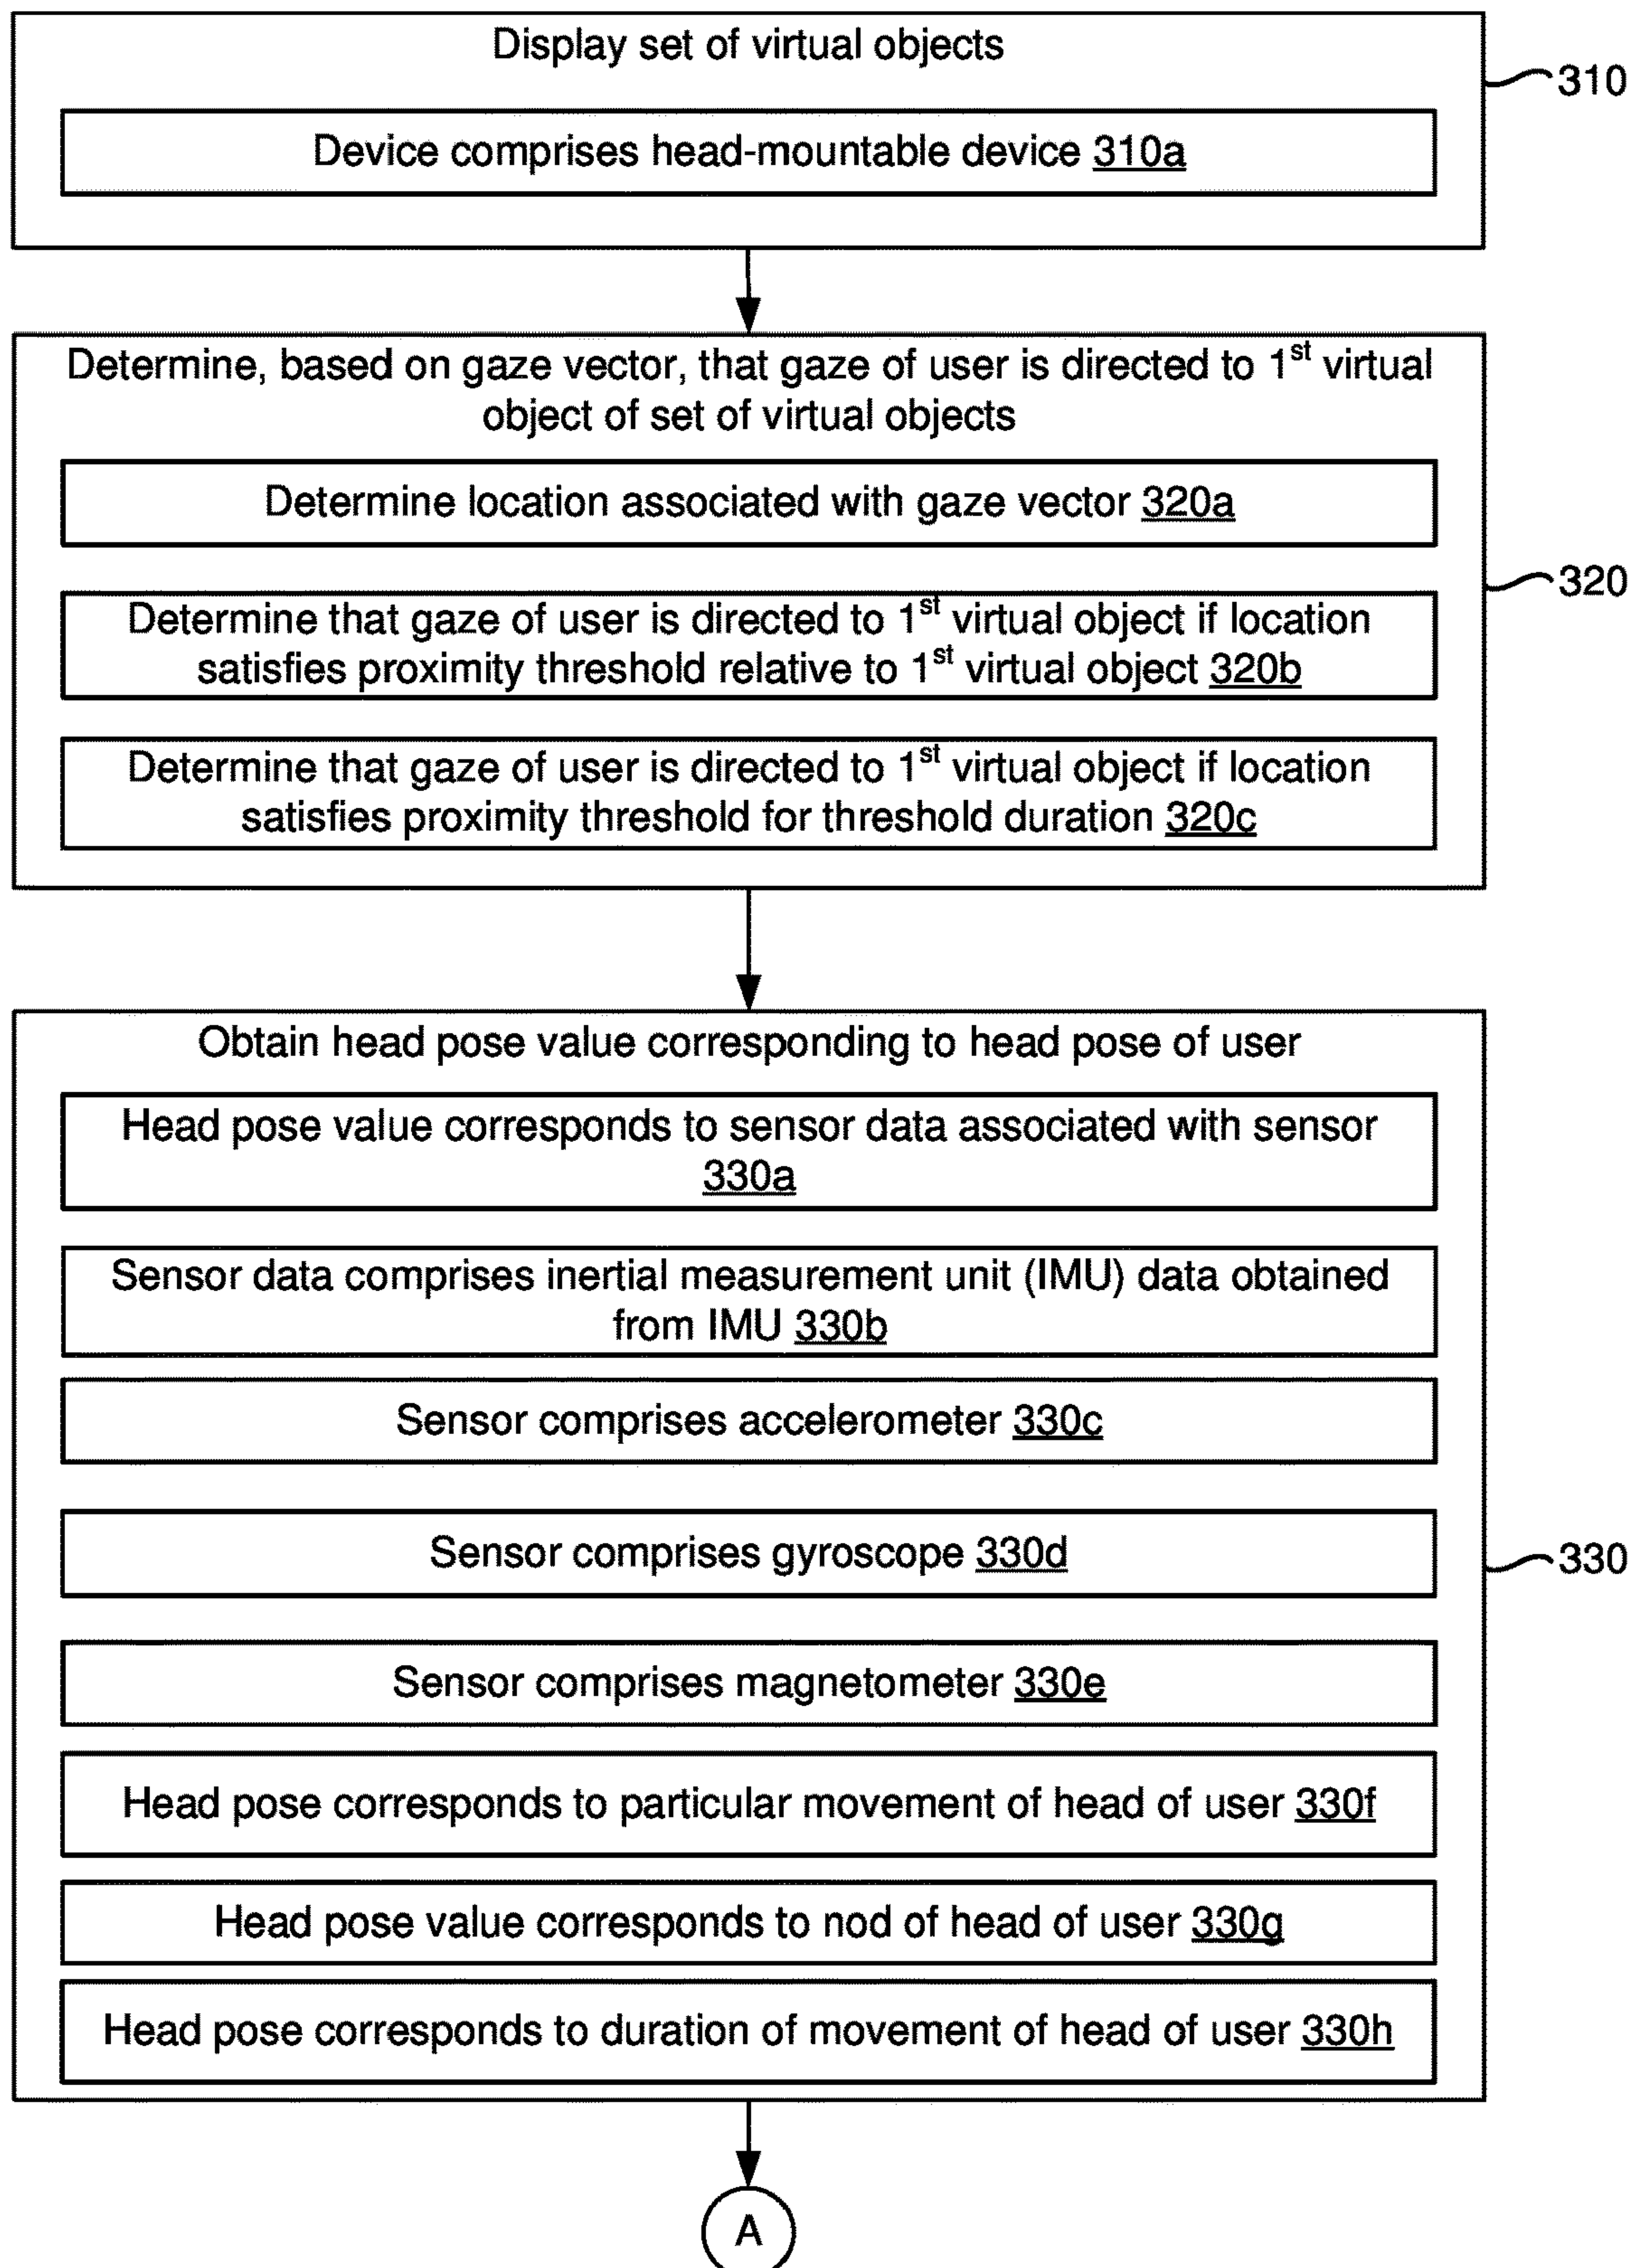 Display set of virtual objects
310
Device comprises head-mountable device 310a
Determine, based on gaze vector, that gaze of user is directed to 1st virtual
object of set of virtual objects
Determine location associated with gaze vector 320a
320
Determine that gaze of user is directed to 1st virtual object if location
satisfies proximity threshold relative to 1st virtual object 320b
Determine that gaze of user is directed to 1st virtual object if location
satisfies proximity threshold for threshold duration 320c
Obtain head pose value corresponding to head pose of user
Head pose value corresponds to sensor data associated with sensor
330a
Sensor data comprises inertial measurement unit (IMU) data obtained
from IMU 330b
Sensor comprises accelerometer 330c
Sensor comprises gyroscope 330d
330
Sensor comprises magnetometer 330e
Head pose corresponds to particular movement of head of user 330f
Head pose value corresponds to nod of head of user 330g
Head pose corresponds to duration of movement of head of user 330h
A